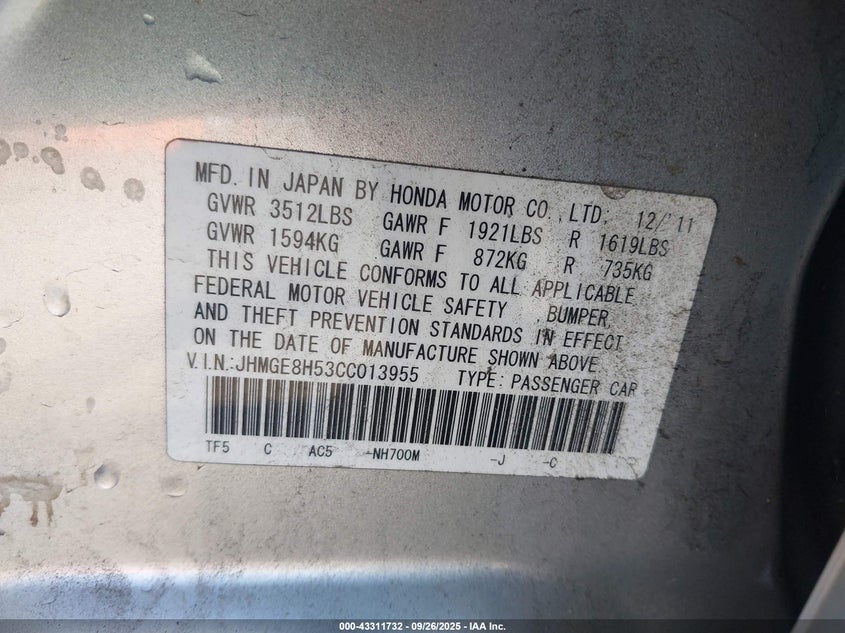 MFD. IN JAPAN BY HONDA MOTOR CO., LTD. 12/'11
GVWR 3512LBS GAWR F 1921LBS R 1619LBS
GVWR 1594KG GAWR F 872KG R 735KG
THIS VEHICLE CONFORMS TO ALL APPLICABLE
FEDERAL MOTOR VEHICLE SAFETY , BUMPER,
AND THEFT PREVENTION STANDARDS IN EFFECT
ON THE DATE OF MANUFACTURE SHOWN ABOVE.
V.I.N.:JHMGE8H53CC013955 TYPE: PASSENGER CAR
TF5 C AC5 -NH700M -J -C
000-43311732 - 09/26/2025 - IAA Inc.